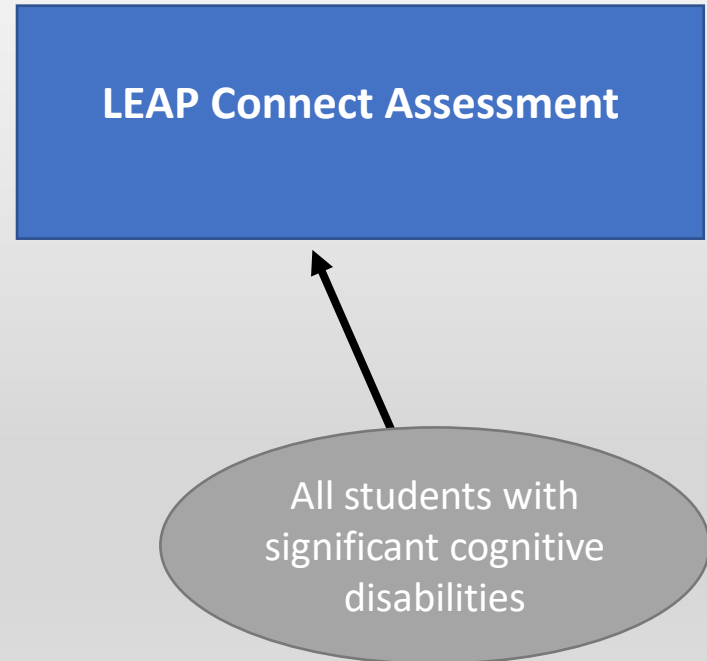 LEAP Connect Assessment
All students with
significant cognitive
disabilities